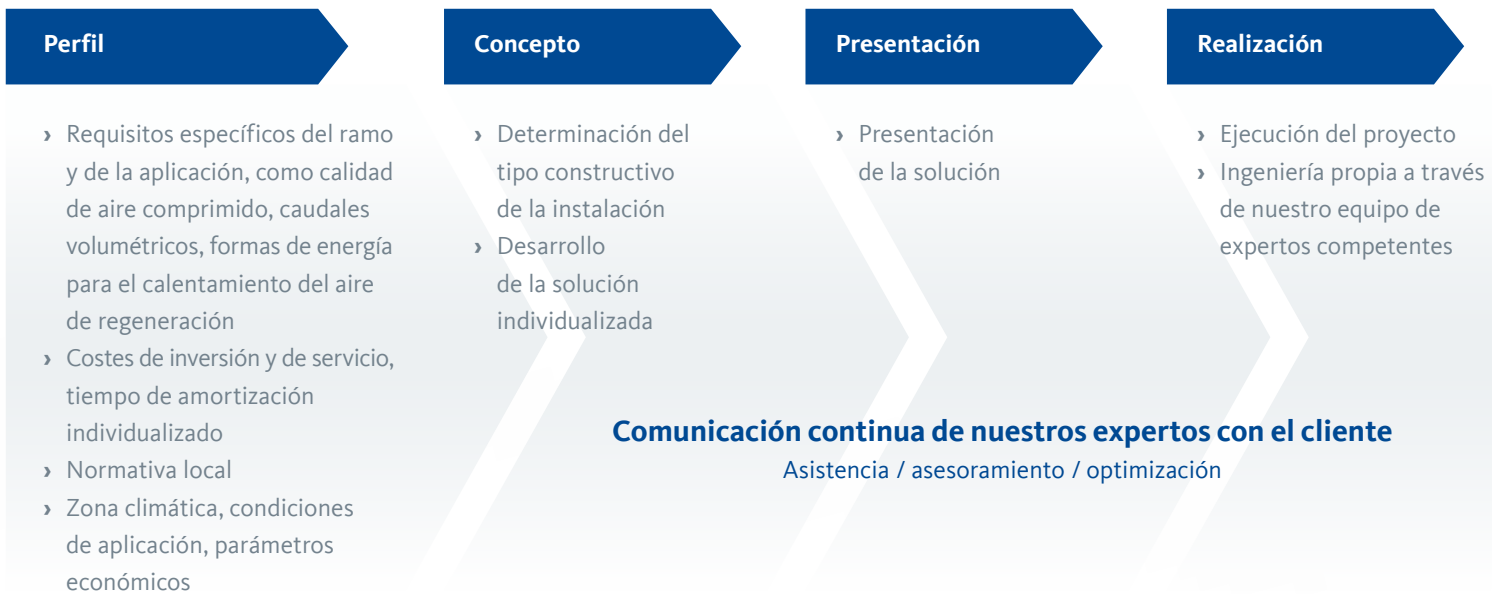 Perfil
› Requisitos específicos del ramo
y de la aplicación, como calidad
de aire comprimido, caudales
volumétricos, formas de energía
para el calentamiento del aire
de regeneración
› Costes de inversión y de servicio,
tiempo de amortización
individualizado
› Normativa local
› Zona climática, condiciones
de aplicación, parámetros
económicos
Concepto
› Determinación del
tipo constructivo
de la instalación
› Desarrollo
de la solución
individualizada
Presentación
› Presentación
de la solución
Realización
› Ejecución del proyecto
› Ingeniería propia a través
de nuestro equipo de
expertos competentes
Comunicación continua de nuestros expertos con el cliente
Asistencia / asesoramiento / optimización